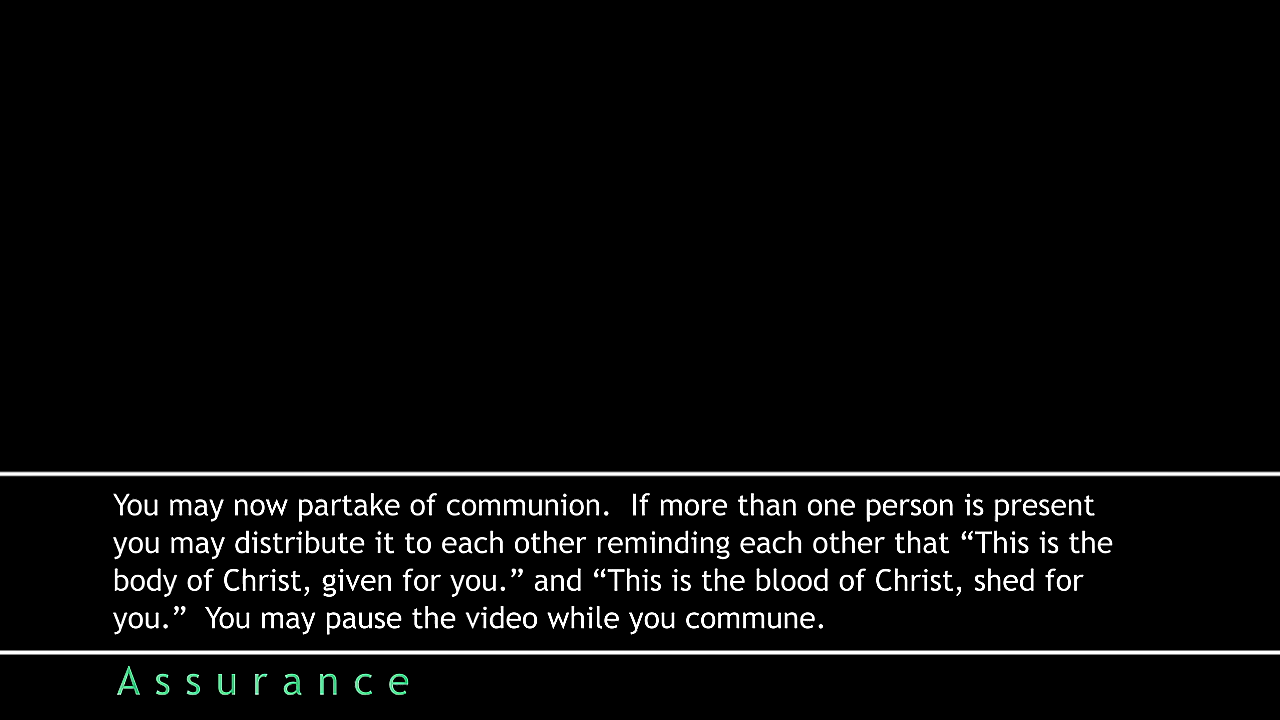 You may now partake of communion.  If more than one person is present
you may distribute it to each other reminding each other that “This is the
body of Christ, given for you.” and “This is the blood of Christ, shed for
you.”  You may pause the video while you commune.
Assurance